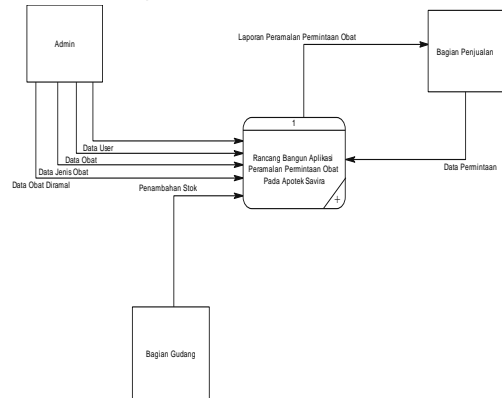 Admin
Laporan Peramalan Permintaan Obat
Bagian Penjualan
1
Rancang Bangun Aplikasi
Peramalan Permintaan Obat
Pada Apotek Savira
+
Data User
Data Obat
Data Jenis Obat
Data Obat Diramal
Penambahan Stok
Data Permintaan
Bagian Gudang